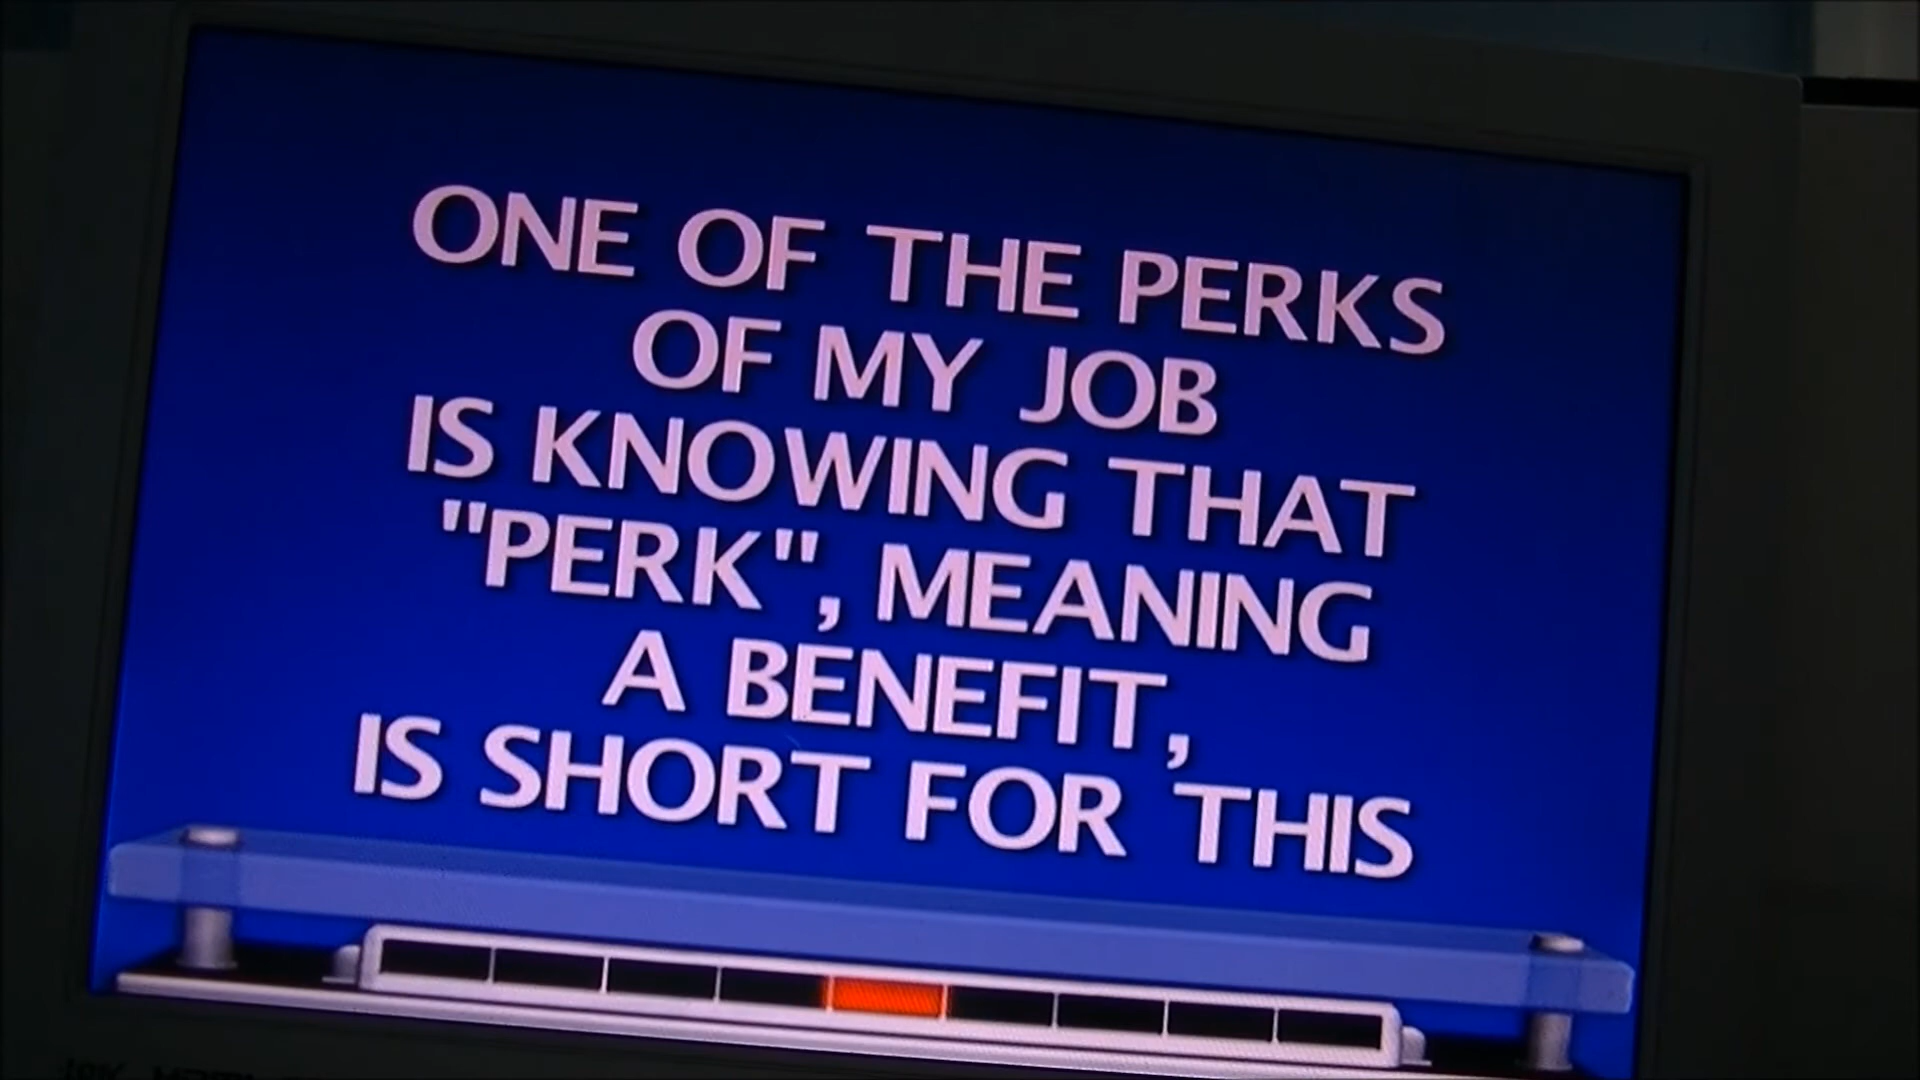 ONE OF THE PERKS
OF MY JOB
IS KNOWING THAT
"PERK", MEANING
A BENEFIT,
IS SHORT FOR THIS